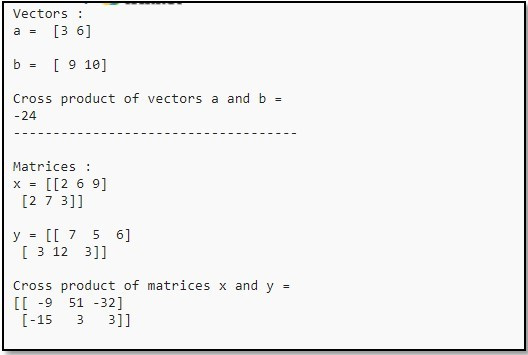 Vectors :
a =  [3 6]
b =  [ 9 10]
Cross product of vectors a and b =
-24
------------------------------------
Matrices :
x = [[2 6 9]
 [2 7 3]]
y = [[ 7  5  6]
 [ 3 12  3]]
Cross product of matrices x and y =
[[ -9  51 -32]
 [-15   3   3]]